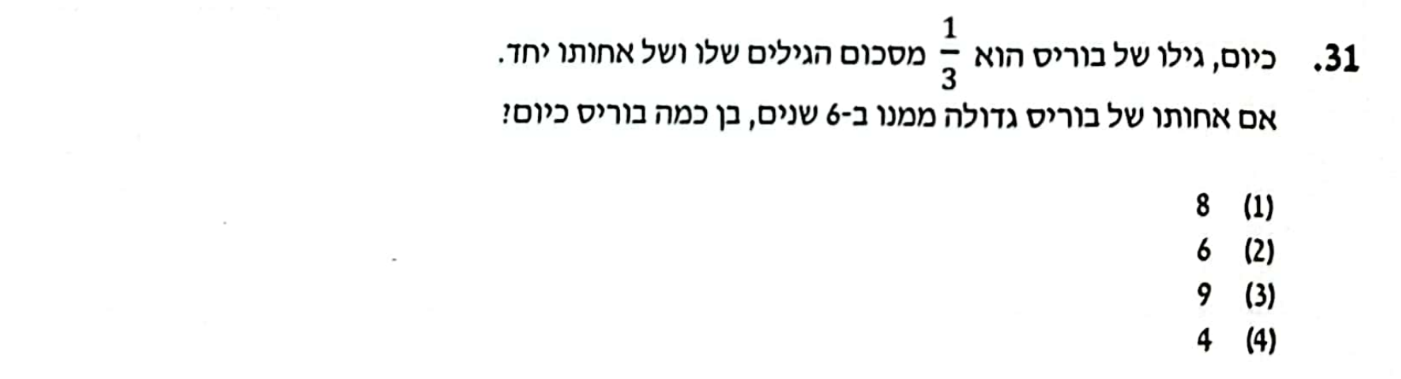 31. כיום, גילו של בוריס הוא 1/3 מסכום הגילים שלו ושל אחותו יחד.
אם אחותו של בוריס גדולה ממנו ב-6 שנים, בן כמה בוריס כיום?
(1) 8
(2) 6
(3) 9
(4) 4